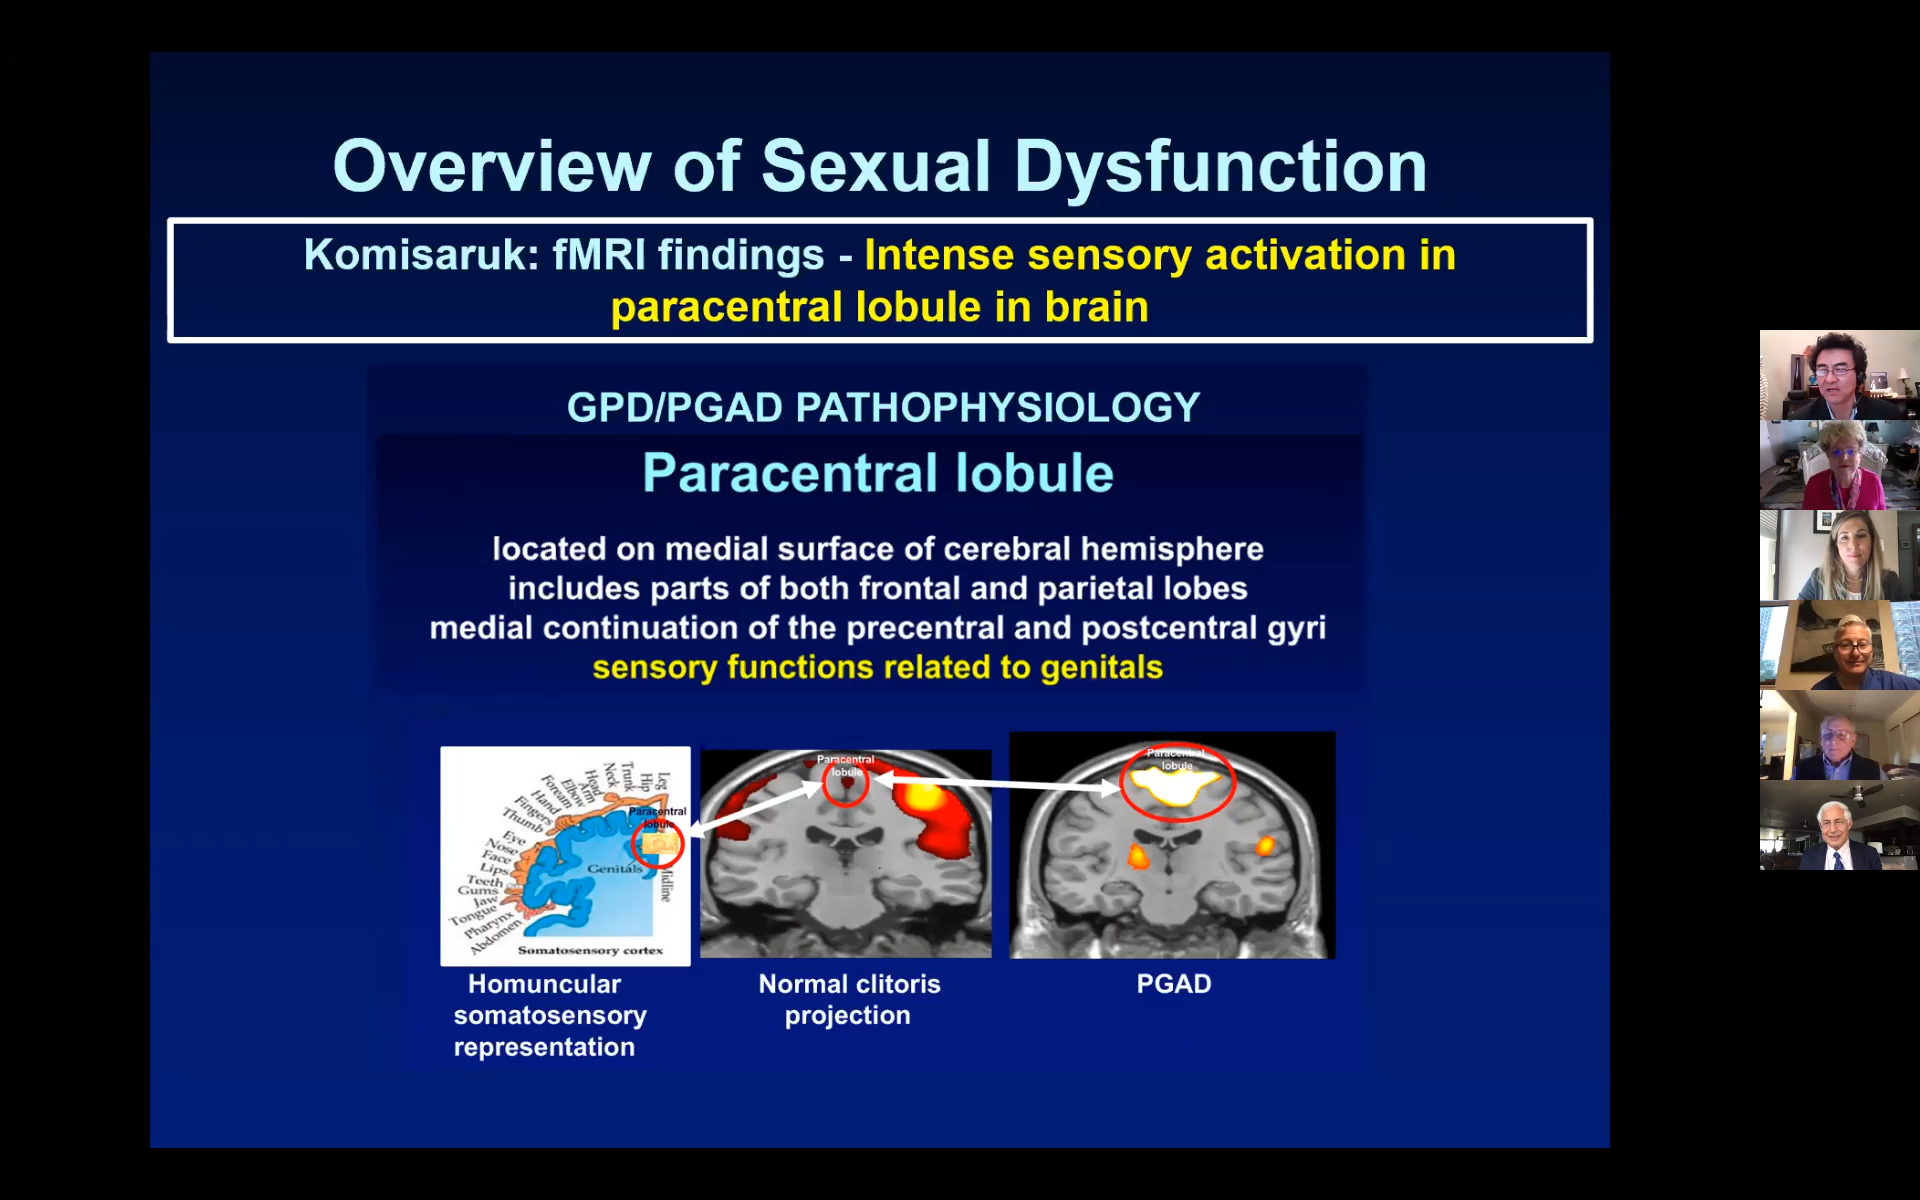 Overview of Sexual Dysfunction
Komisaruk: fMRI findings - Intense sensory activation in
paracentral lobule in brain
GPD/PGAD PATHOPHYSIOLOGY
Paracentral lobule
located on medial surface of cerebral hemisphere
includes parts of both frontal and parietal lobes
medial continuation of the precentral and postcentral gyri
sensory functions related to genitals
Leg
Hip
Trunk
Neck
Head
Arm
Elbow
Forearm
Hand
Fingers
Thumb
Eye
Nose
Face
Lips
Teeth
Gums
Jaw
Tongue
Pharynx
Abdomen
Paracentral
lobule
Genitals
Midline
Somatosensory cortex
Paracentral
lobule
Paracentral
lobule
Homuncular
somatosensory
representation
Normal clitoris
projection
PGAD